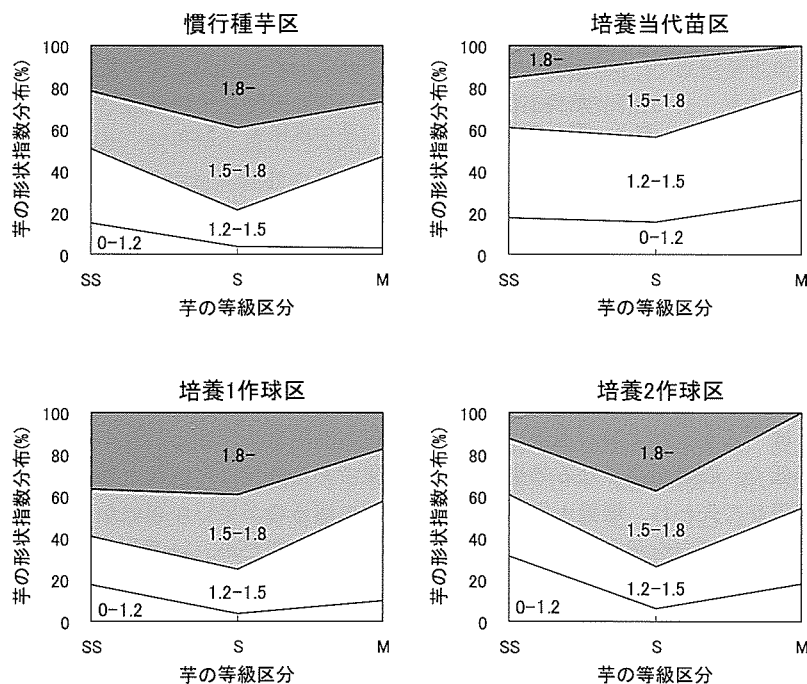 慣行種芋区
芋の形状指数分布(%)
100
80
60
40
20
0
1.8-
1.5-1.8
1.2-1.5
0-1.2
SS S M
芋の等級区分
培養当代苗区
芋の形状指数分布(%)
100
80
60
40
20
0
1.8-
1.5-1.8
1.2-1.5
0-1.2
SS S M
芋の等級区分
培養1作球区
芋の形状指数分布(%)
100
80
60
40
20
0
1.8-
1.5-1.8
1.2-1.5
0-1.2
SS S M
芋の等級区分
培養2作球区
芋の形状指数分布(%)
100
80
60
40
20
0
1.8-
1.5-1.8
1.2-1.5
0-1.2
SS S M
芋の等級区分